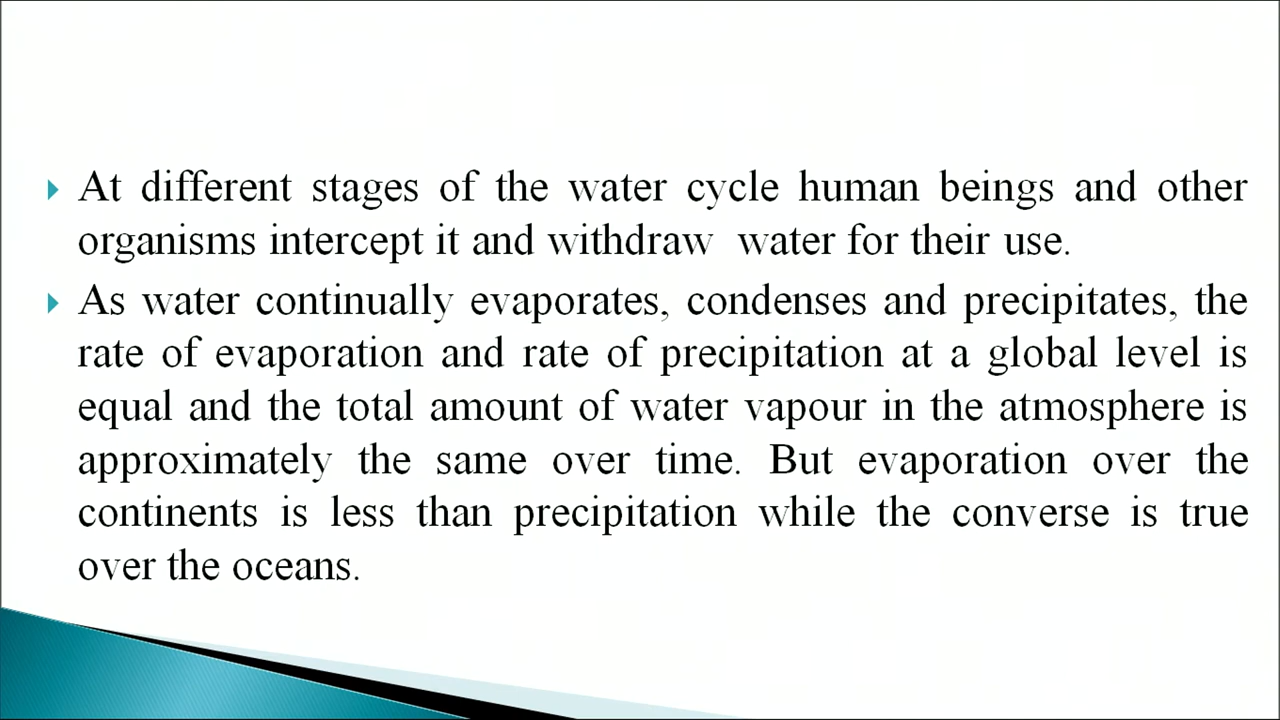 At different stages of the water cycle human beings and other
organisms intercept it and withdraw  water for their use.
As water continually evaporates, condenses and precipitates, the
rate of evaporation and rate of precipitation at a global level is
equal and the total amount of water vapour in the atmosphere is
approximately the same over time. But evaporation over the
continents is less than precipitation while the converse is true
over the oceans.